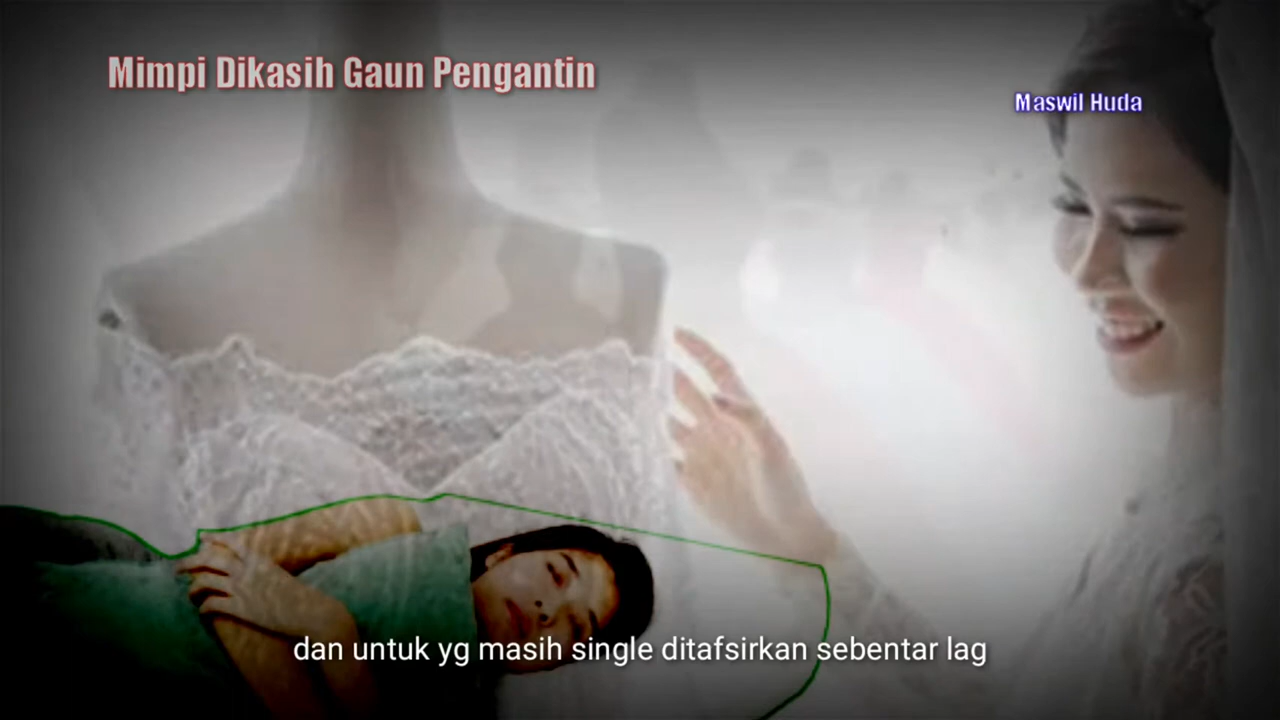 Mimpi Dikasih Gaun Pengantin
Maswil Huda
dan untuk yg masih single ditafsirkan sebentar lag